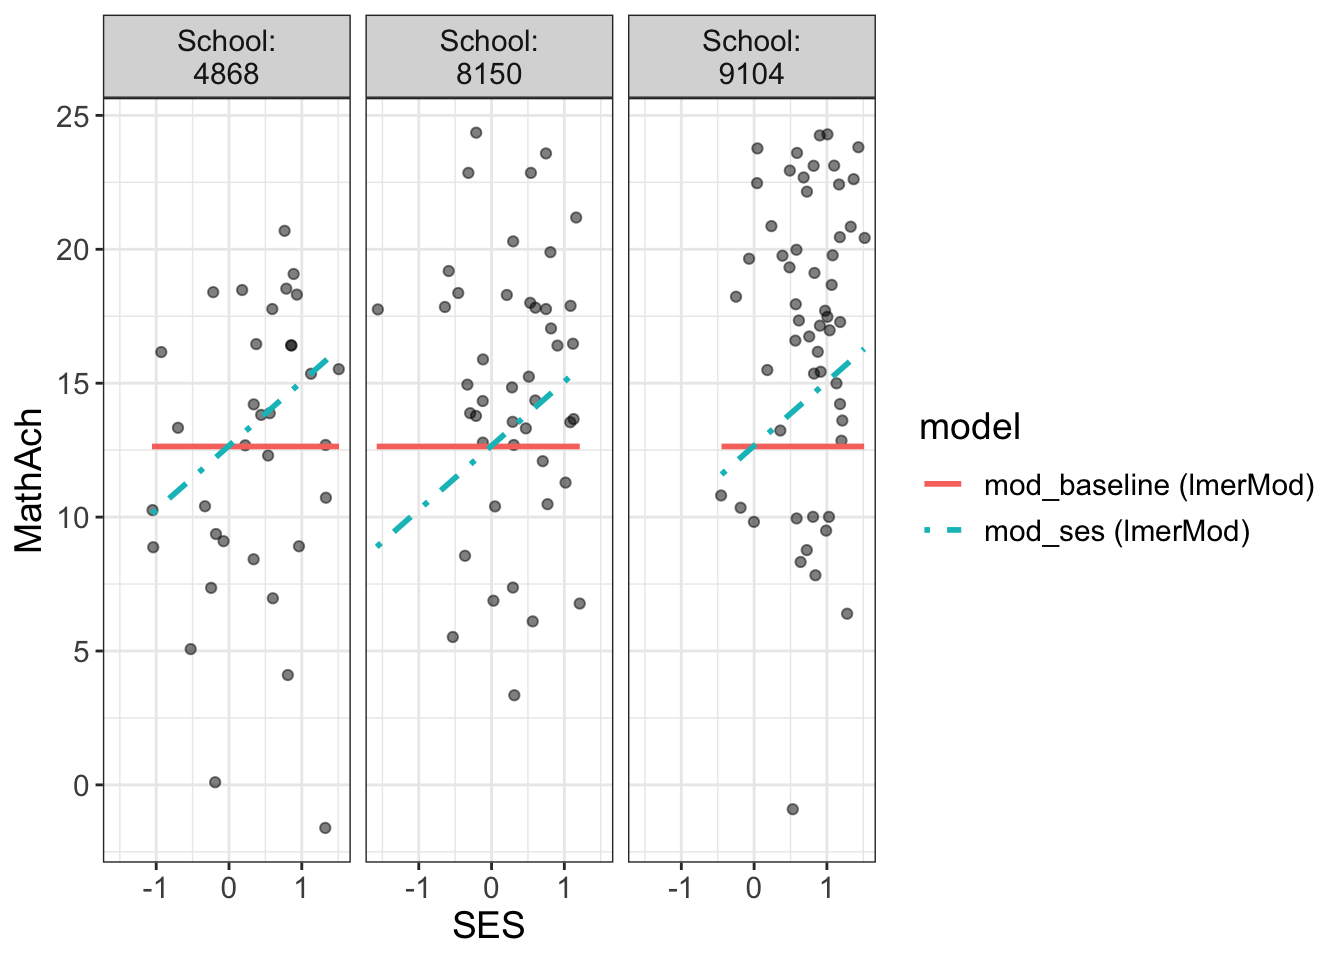 School:
4868
School:
8150
School:
9104
25
20
15
10
5
0
MathAch
-1 0 1
-1 0 1
-1 0 1
SES
model
mod_baseline (lmerMod)
mod_ses (lmerMod)